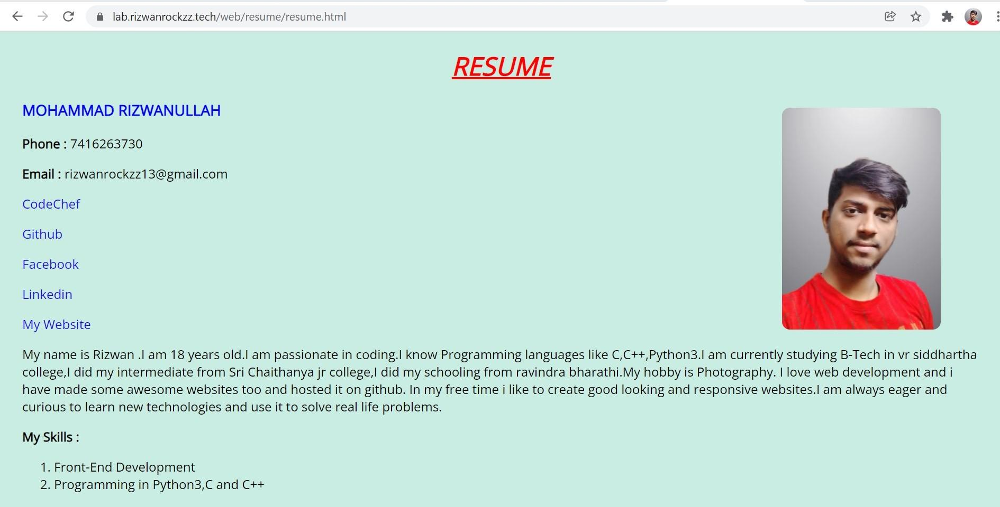 lab.rizwanrockzz.tech/web/resume/resume.html
RESUME
MOHAMMAD RIZWANULLAH
Phone : 7416263730
Email : rizwanrockzz13@gmail.com
CodeChef
Github
Facebook
Linkedin
My Website
My name is Rizwan .I am 18 years old.I am passionate in coding.I know Programming languages like C,C++,Python3.I am currently studying B-Tech in vr siddhartha
college,I did my intermediate from Sri Chaithanya jr college,I did my schooling from ravindra bharathi.My hobby is Photography. I love web development and i
have made some awesome websites too and hosted it on github. In my free time i like to create good looking and responsive websites.I am always eager and
curious to learn new technologies and use it to solve real life problems.
My Skills :
1. Front-End Development
2. Programming in Python3,C and C++